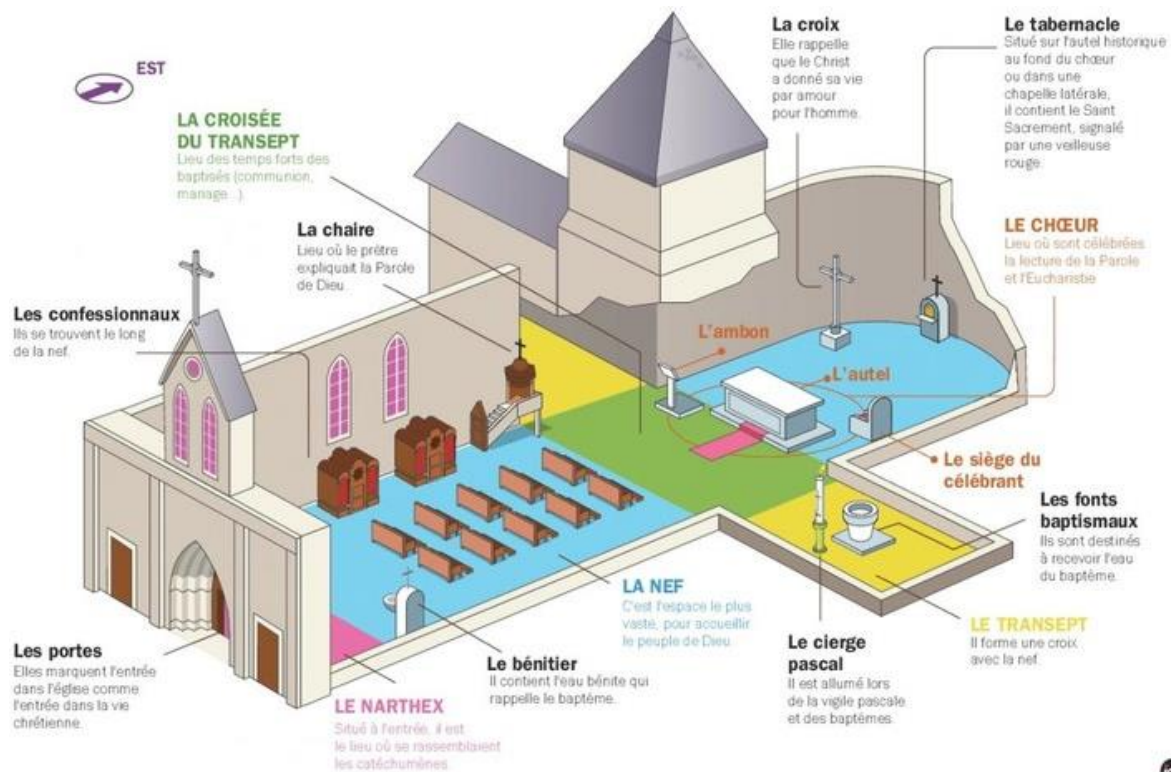 EST
LA CROISÉE
DU TRANSEPT
Lieu des temps forts des
baptisés (communion,
mariage...).
La croix
Elle rappelle
que le Christ
a donné sa vie
par amour
pour l'homme.
Le tabernacle
Situé sur l'autel historique
au fond du chœur
ou dans une
chapelle latérale,
il contient le Saint
Sacrement, signalé
par une veilleuse
rouge.
La chaire
Lieu où le prêtre
expliquait la Parole
de Dieu.
LE CHŒUR
Lieu où sont célébrées
la lecture de la Parole
et l'Eucharistie
Les confessionnaux
Ils se trouvent le long
de la nef.
L'ambon
L'autel
Le siège du
célébrant
Les fonts
baptismaux
Ils sont destinés
à recevoir l'eau
du baptême.
LA NEF
C'est l'espace le plus
vaste, pour accueillir
le peuple de Dieu.
LE TRANSEPT
Il forme une croix
avec la nef.
Les portes
Elles marquent l'entrée
dans l'église comme
l'entrée dans la vie
chrétienne.
Le bénitier
Il contient l'eau bénite qui
rappelle le baptême.
Le cierge
pascal
Il est allumé lors
de la vigile pascale
et des baptêmes.
LE NARTHEX
Situé à l'entrée, il est
le lieu où se rassemblaient
les catéchumènes.